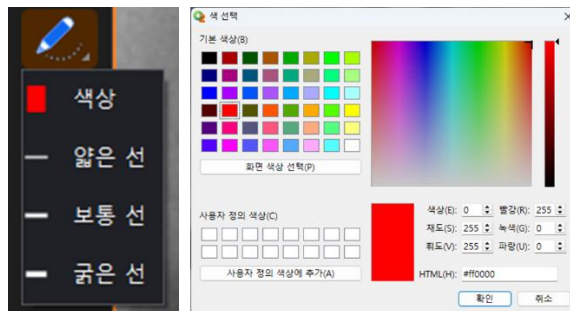 색상
얇은 선
보통 선
굵은 선
색 선택
기본 색상(B)
화면 색상 선택(P)
사용자 정의 색상(C)
사용자 정의 색상에 추가(A)
색상(E): 0
빨강(R): 255
채도(S): 255
녹색(G): 0
휘도(V): 255
파랑(U): 0
HTML(H): #ff0000
확인
취소